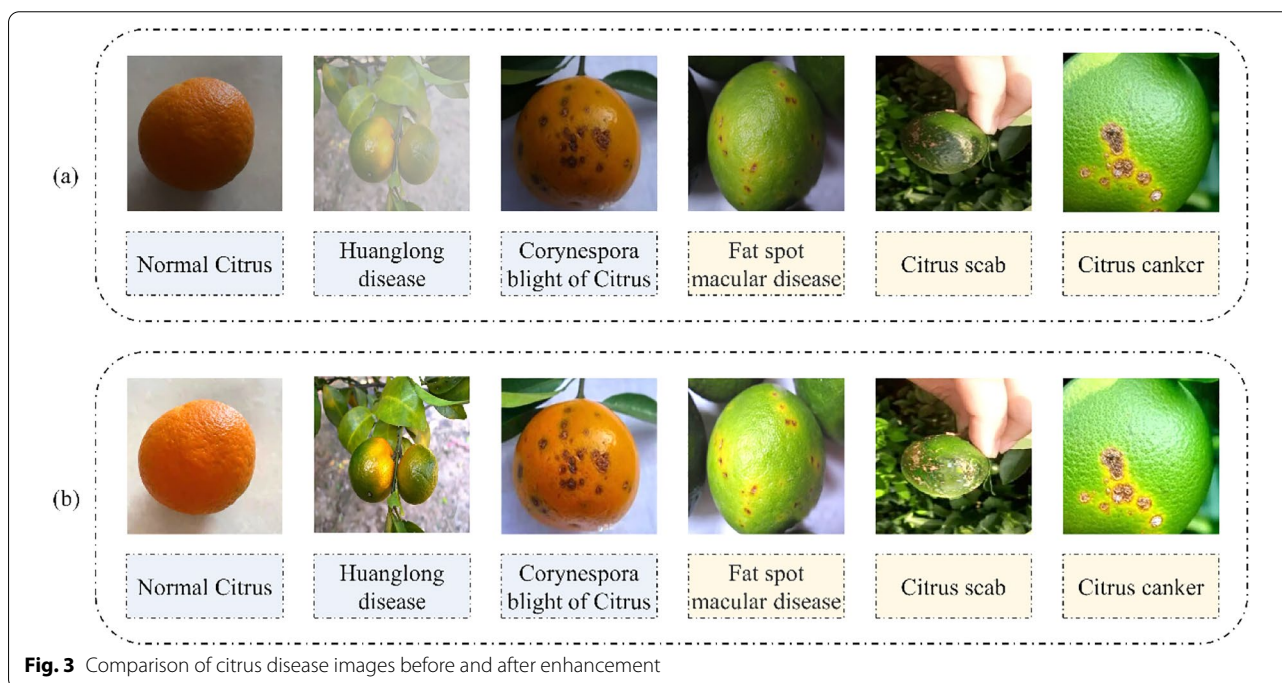 (a)
Normal Citrus
Huanglong
disease
Corynespora
blight of Citrus
Fat spot
macular disease
Citrus scab
Citrus canker
(b)
Normal Citrus
Huanglong
disease
Corynespora
blight of Citrus
Fat spot
macular disease
Citrus scab
Citrus canker
Fig. 3 Comparison of citrus disease images before and after enhancement